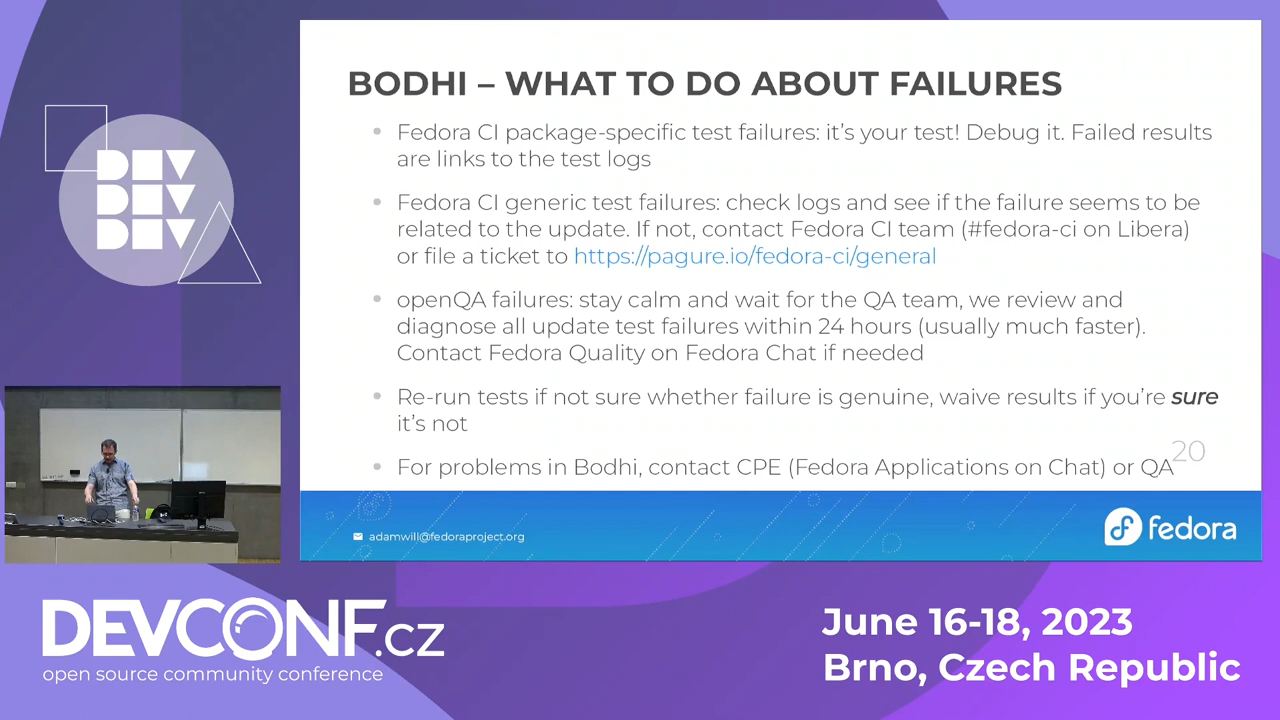 BODHI – WHAT TO DO ABOUT FAILURES
Fedora CI package-specific test failures: it's your test! Debug it. Failed results
are links to the test logs
Fedora CI generic test failures: check logs and see if the failure seems to be
related to the update. If not, contact Fedora CI team (#fedora-ci on Libera)
or file a ticket to https://pagure.io/fedora-ci/general
openQA failures: stay calm and wait for the QA team, we review and
diagnose all update test failures within 24 hours (usually much faster).
Contact Fedora Quality on Fedora Chat if needed
Re-run tests if not sure whether failure is genuine, waive results if you're sure
it's not
For problems in Bodhi, contact CPE (Fedora Applications on Chat) or QA
20
adamwill@fedoraproject.org
fedora
DEV
DEV
DEV
DEVCONF.cz
open source community conference
June 16-18, 2023
Brno, Czech Republic